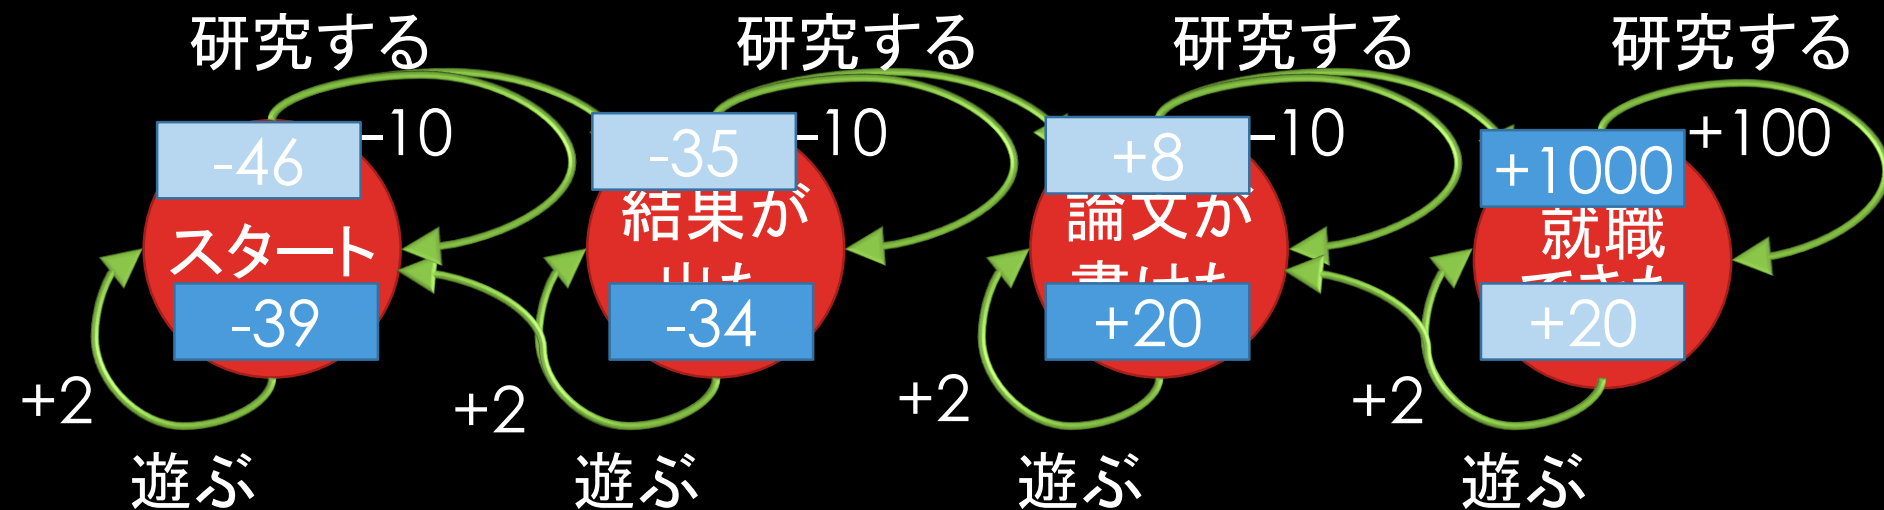 研究する
研究する
研究する
研究する
-10
-10
-10
+100
-46
-35
+8
+1000
スタート
結果が
論文が
就職
-39
-34
+20
+20
+2
+2
+2
+2
遊ぶ
遊ぶ
遊ぶ
遊ぶ